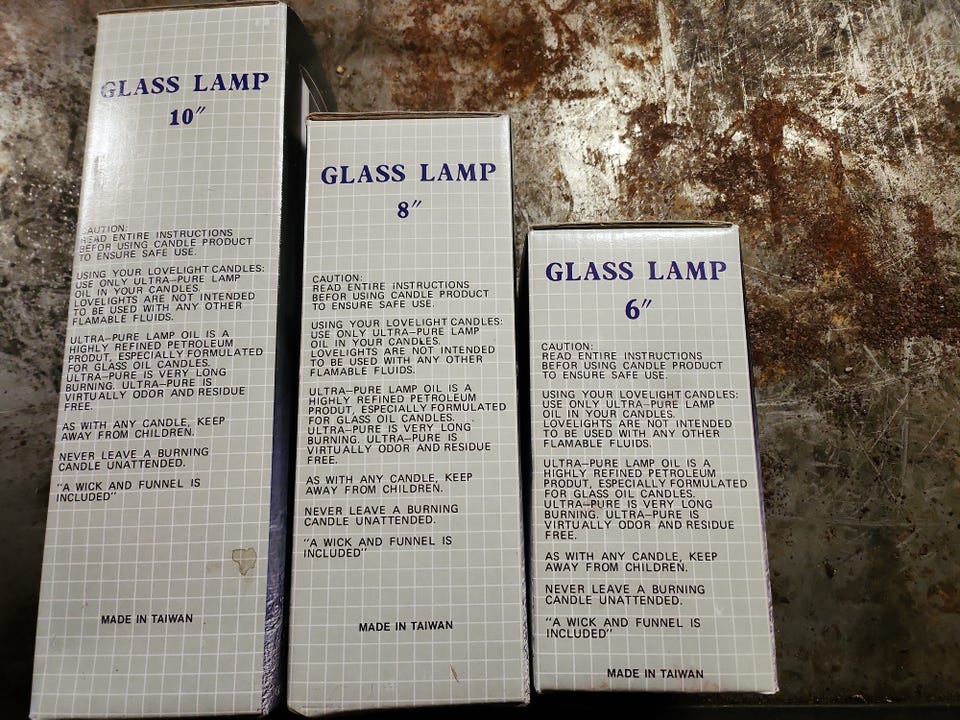 GLASS LAMP
10"
CAUTION:
READ ENTIRE INSTRUCTIONS
BEFOR USING CANDLE PRODUCT
TO ENSURE SAFE USE.
USING YOUR LOVELIGHT CANDLES:
USE ONLY ULTRA-PURE LAMP
OIL IN YOUR CANDLES.
LOVELIGHTS ARE NOT INTENDED
TO BE USED WITH ANY OTHER
FLAMABLE FLUIDS.
ULTRA-PURE LAMP OIL IS A
HIGHLY REFINED PETROLEUM
PRODUT, ESPECIALLY FORMULATED
FOR GLASS OIL CANDLES.
ULTRA-PURE IS VERY LONG
BURNING. ULTRA-PURE IS
VIRTUALLY ODOR AND RESIDUE
FREE.
AS WITH ANY CANDLE, KEEP
AWAY FROM CHILDREN.
NEVER LEAVE A BURNING
CANDLE UNATTENDED.
"A WICK AND FUNNEL IS
INCLUDED"
MADE IN TAIWAN
GLASS LAMP
8"
CAUTION:
READ ENTIRE INSTRUCTIONS
BEFOR USING CANDLE PRODUCT
TO ENSURE SAFE USE.
USING YOUR LOVELIGHT CANDLES:
USE ONLY ULTRA-PURE LAMP
OIL IN YOUR CANDLES.
LOVELIGHTS ARE NOT INTENDED
TO BE USED WITH ANY OTHER
FLAMABLE FLUIDS.
ULTRA-PURE LAMP OIL IS A
HIGHLY REFINED PETROLEUM
PRODUT, ESPECIALLY FORMULATED
FOR GLASS OIL CANDLES.
ULTRA-PURE IS VERY LONG
BURNING. ULTRA-PURE IS
VIRTUALLY ODOR AND RESIDUE
FREE.
AS WITH ANY CANDLE, KEEP
AWAY FROM CHILDREN.
NEVER LEAVE A BURNING
CANDLE UNATTENDED.
"A WICK AND FUNNEL IS
INCLUDED"
MADE IN TAIWAN
GLASS LAMP
6"
CAUTION:
READ ENTIRE INSTRUCTIONS
BEFOR USING CANDLE PRODUCT
TO ENSURE SAFE USE.
USING YOUR LOVELIGHT CANDLES:
USE ONLY ULTRA-PURE LAMP
OIL IN YOUR CANDLES.
LOVELIGHTS ARE NOT INTENDED
TO BE USED WITH ANY OTHER
FLAMABLE FLUIDS.
ULTRA-PURE LAMP OIL IS A
HIGHLY REFINED PETROLEUM
PRODUT, ESPECIALLY FORMULATED
FOR GLASS OIL CANDLES.
ULTRA-PURE IS VERY LONG
BURNING. ULTRA-PURE IS
VIRTUALLY ODOR AND RESIDUE
FREE.
AS WITH ANY CANDLE, KEEP
AWAY FROM CHILDREN.
NEVER LEAVE A BURNING
CANDLE UNATTENDED.
"A WICK AND FUNNEL IS
INCLUDED"
MADE IN TAIWAN